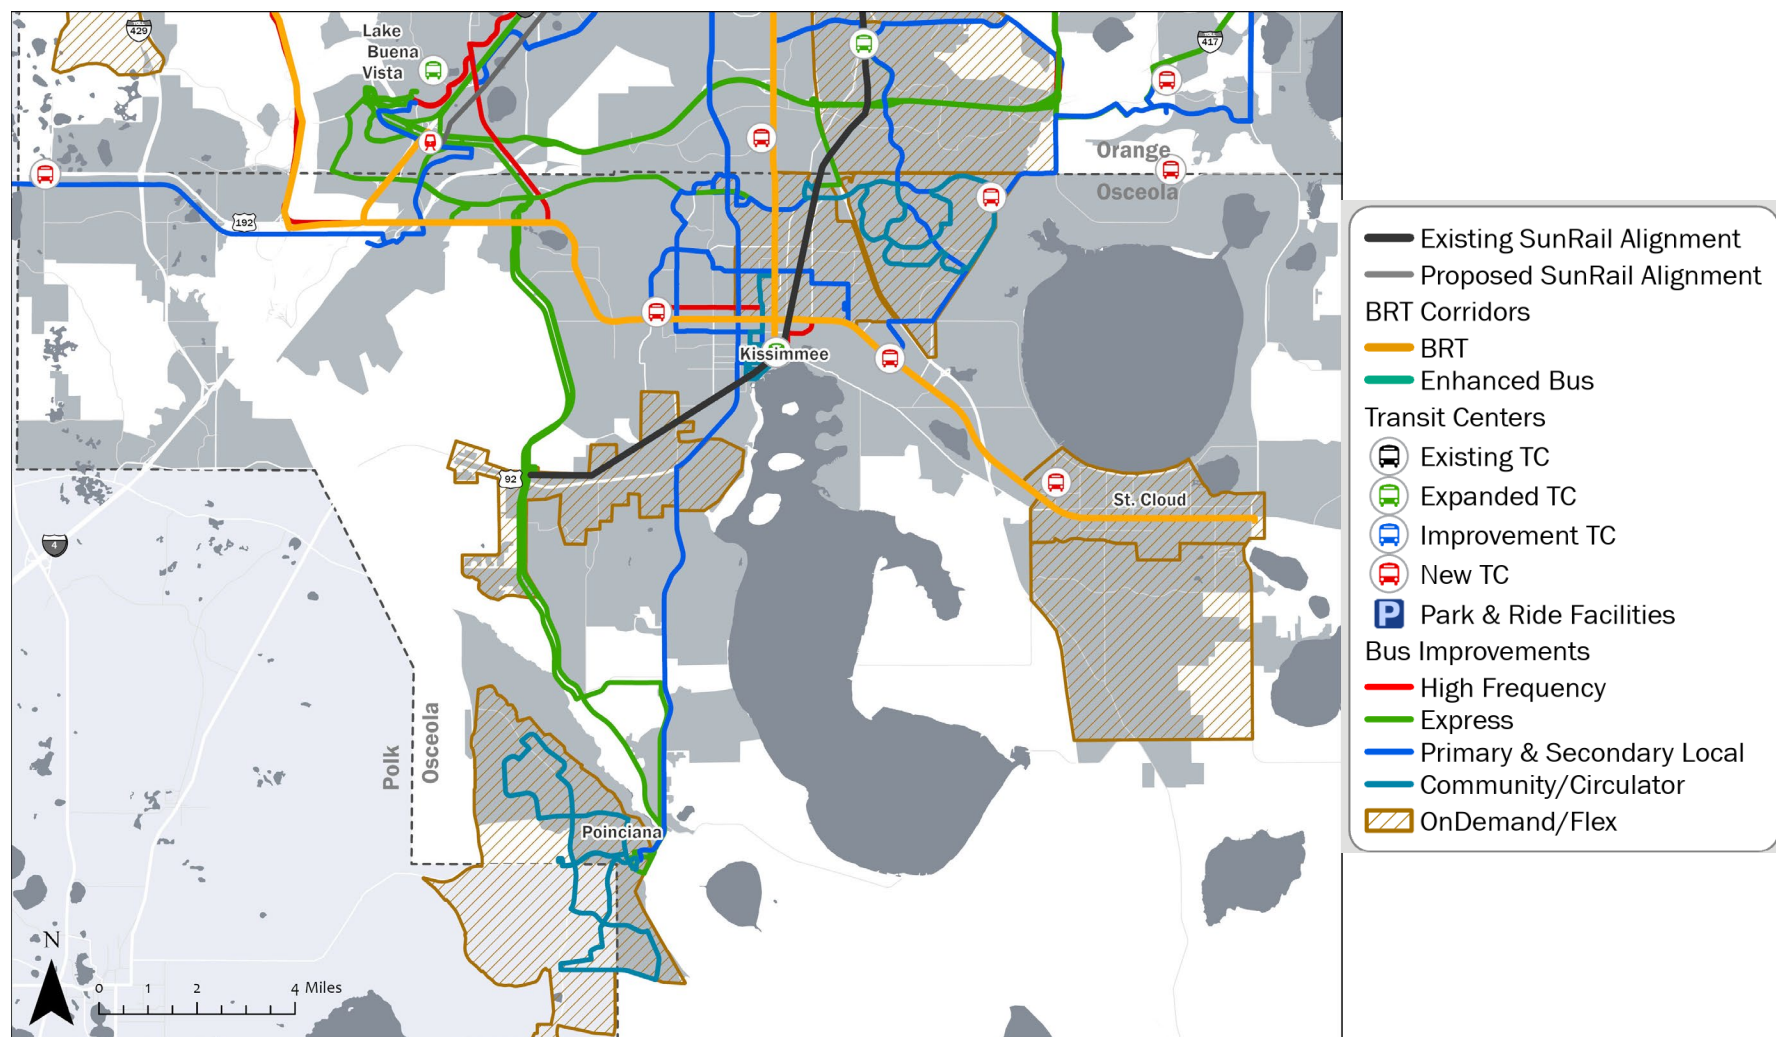 429
Lake
Buena
Vista
417
Orange
Osceola
192
Kissimmee
92
St. Cloud
4
Polk
Osceola
Poinciana
N
0 1 2 4 Miles
Existing SunRail Alignment
Proposed SunRail Alignment
BRT Corridors
BRT
Enhanced Bus
Transit Centers
Existing TC
Expanded TC
Improvement TC
New TC
P Park & Ride Facilities
Bus Improvements
High Frequency
Express
Primary & Secondary Local
Community/Circulator
OnDemand/Flex